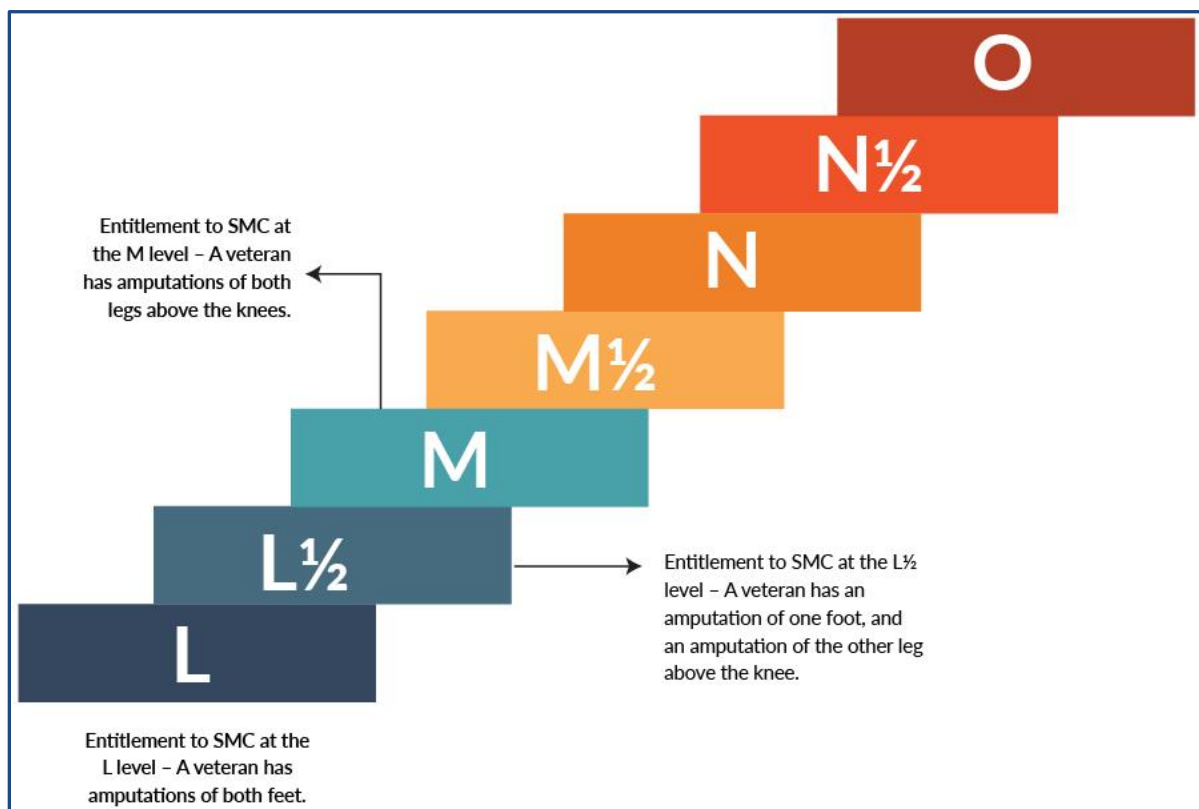 O
N½
N
Entitlement to SMC at
the M level – A veteran
has amputations of both
legs above the knees.
M½
M
L½
Entitlement to SMC at the L½
level – A veteran has an
amputation of one foot, and
an amputation of the other leg
above the knee.
L
Entitlement to SMC at the
L level – A veteran has
amputations of both feet.